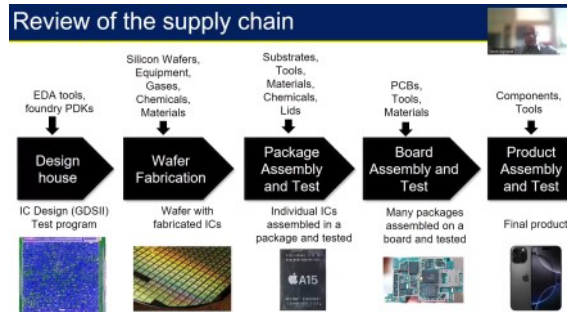 Review of the supply chain
EDA tools,
foundry PDKs
Silicon Wafers,
Equipment,
Gases,
Chemicals,
Materials
Substrates,
Tools,
Materials,
Chemicals,
Lids
PCBs,
Tools,
Materials
Components,
Tools
Design
house
Wafer
Fabrication
Package
Assembly
and Test
Board
Assembly and
Test
Product
Assembly
and Test
IC Design (GDSII)
Test program
Wafer with
fabricated ICs
Individual ICs
assembled in a
package and tested
Many packages
assembled on a
board and tested
Final product
A15